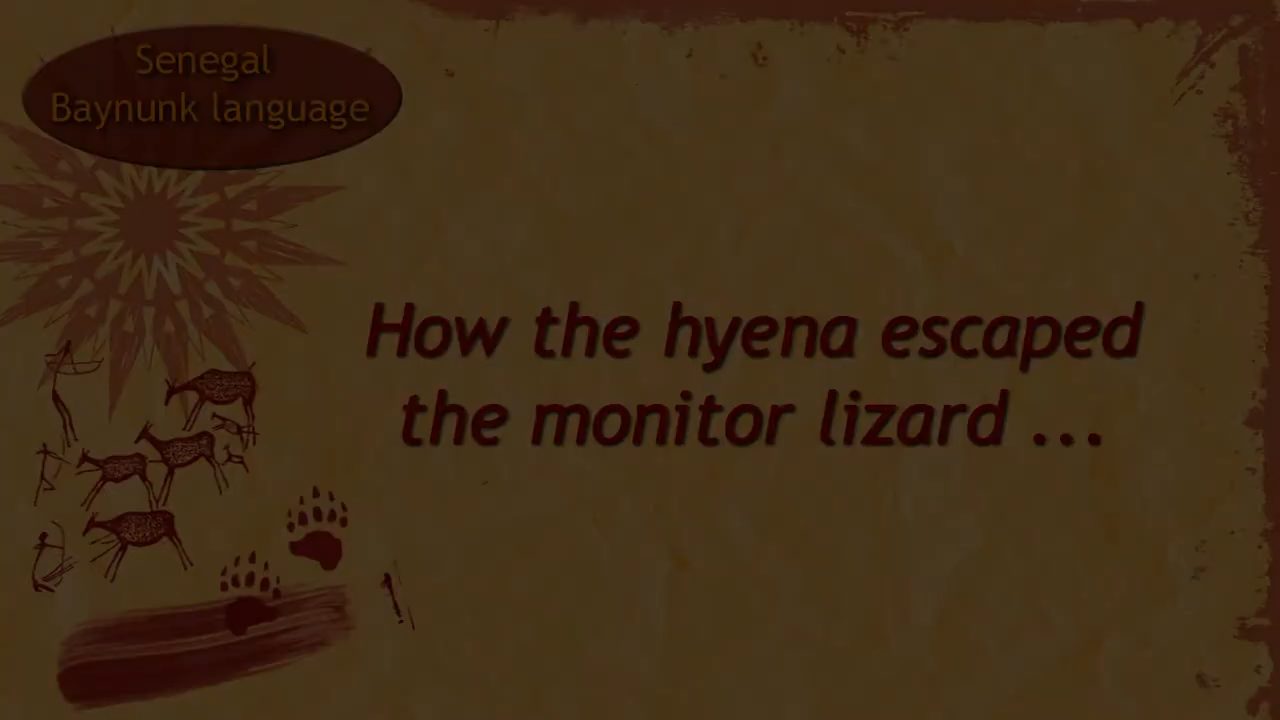 Senegal
Baynunk language
How the hyena escaped
the monitor lizard ...